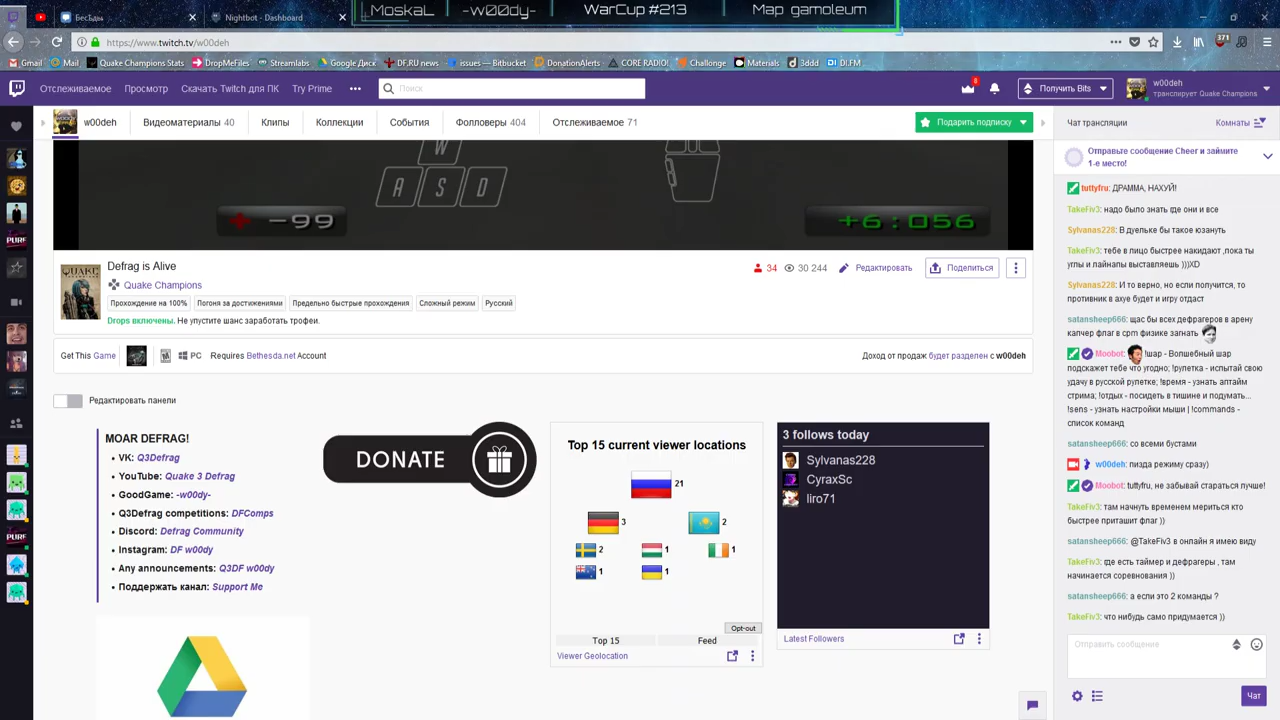 БесБды
Nightbot - Dashboard
MoskaL
-w00dy-
WarCup #213
Map gamoleum
https://www.twitch.tv/w00deh
371
Gmail
Mail
Quake Champions Stats
DropMeFiles
Streamlabs
Google Диск
DF.RU news
issues — Bitbucket
DonationAlerts
CORE RADIO!
Challonge
Materials
3ddd
DI.FM
Отслеживаемое
Просмотр
Скачать Twitch для ПК
Try Prime
Поиск
8
Получить Bits
w00deh
транслирует Quake Champions
w00deh
Видеоматериалы 40
Клипы
Коллекции
События
Фолловеры 404
Отслеживаемое 71
Подарить подписку
Чат трансляции
Комнаты
W
A S D
-99
+6:056
Defrag is Alive
Quake Champions
34
30 244
Редактировать
Поделиться
Прохождение на 100%
Погоня за достижениями
Предельно быстрые прохождения
Сложный режим
Русский
Drops включены. Не упустите шанс заработать трофеи.
Get This Game
PC
Requires Bethesda.net Account
Доход от продаж будет разделен с w00deh
Редактировать панели
MOAR DEFRAG!
VK: Q3Defrag
YouTube: Quake 3 Defrag
GoodGame: -w00dy-
Q3Defrag competitions: DFComps
Discord: Defrag Community
Instagram: DF w00dy
Any announcements: Q3DF w00dy
Поддержать канал: Support Me
DONATE
Top 15 current viewer locations
21
3
2
2
1
1
1
1
Opt-out
Top 15
Feed
Viewer Geolocation
3 follows today
Sylvanas228
CyraxSc
liro71
Latest Followers
Отправьте сообщение Cheer и займите
1-е место!
tuttyfru: ДРАММА, НАХУЙ!
TakeFiv3: надо было знать где они и все
Sylvanas228: В дуельке бы такое юзануть
TakeFiv3: тебе в лицо быстрее накидают ,пока ты
углы и лайнапы выставляешь )))XD
Sylvanas228: И то верно, но если получится, то
противник в ахуе будет и игру отдаст
satansheep666: щас бы всех дефрагеров в арену
капчер флаг в cpm физике загнать
Moobot: !шар - Волшебный шар
подскажет тебе что угодно; !рулетка - испытай свою
удачу в русской рулетке; !время - узнать аптайм
стрима; !отдых - посидеть в тишине и подумать...
!sens - узнать настройки мыши | !commands -
список команд
satansheep666: со всеми бустами
w00deh: пизда режиму сразу)
Moobot: tuttyfru, не забывай стараться лучше!
TakeFiv3: там начнуть временем мериться кто
быстрее приташит флаг ))
satansheep666: @TakeFiv3 в онлайн я имею виду
TakeFiv3: где есть таймер и дефрагеры , там
начинается соревнования ))
satansheep666: а если это 2 команды ?
TakeFiv3: что нибудь само придумается ))
Отправить сообщение
Чат